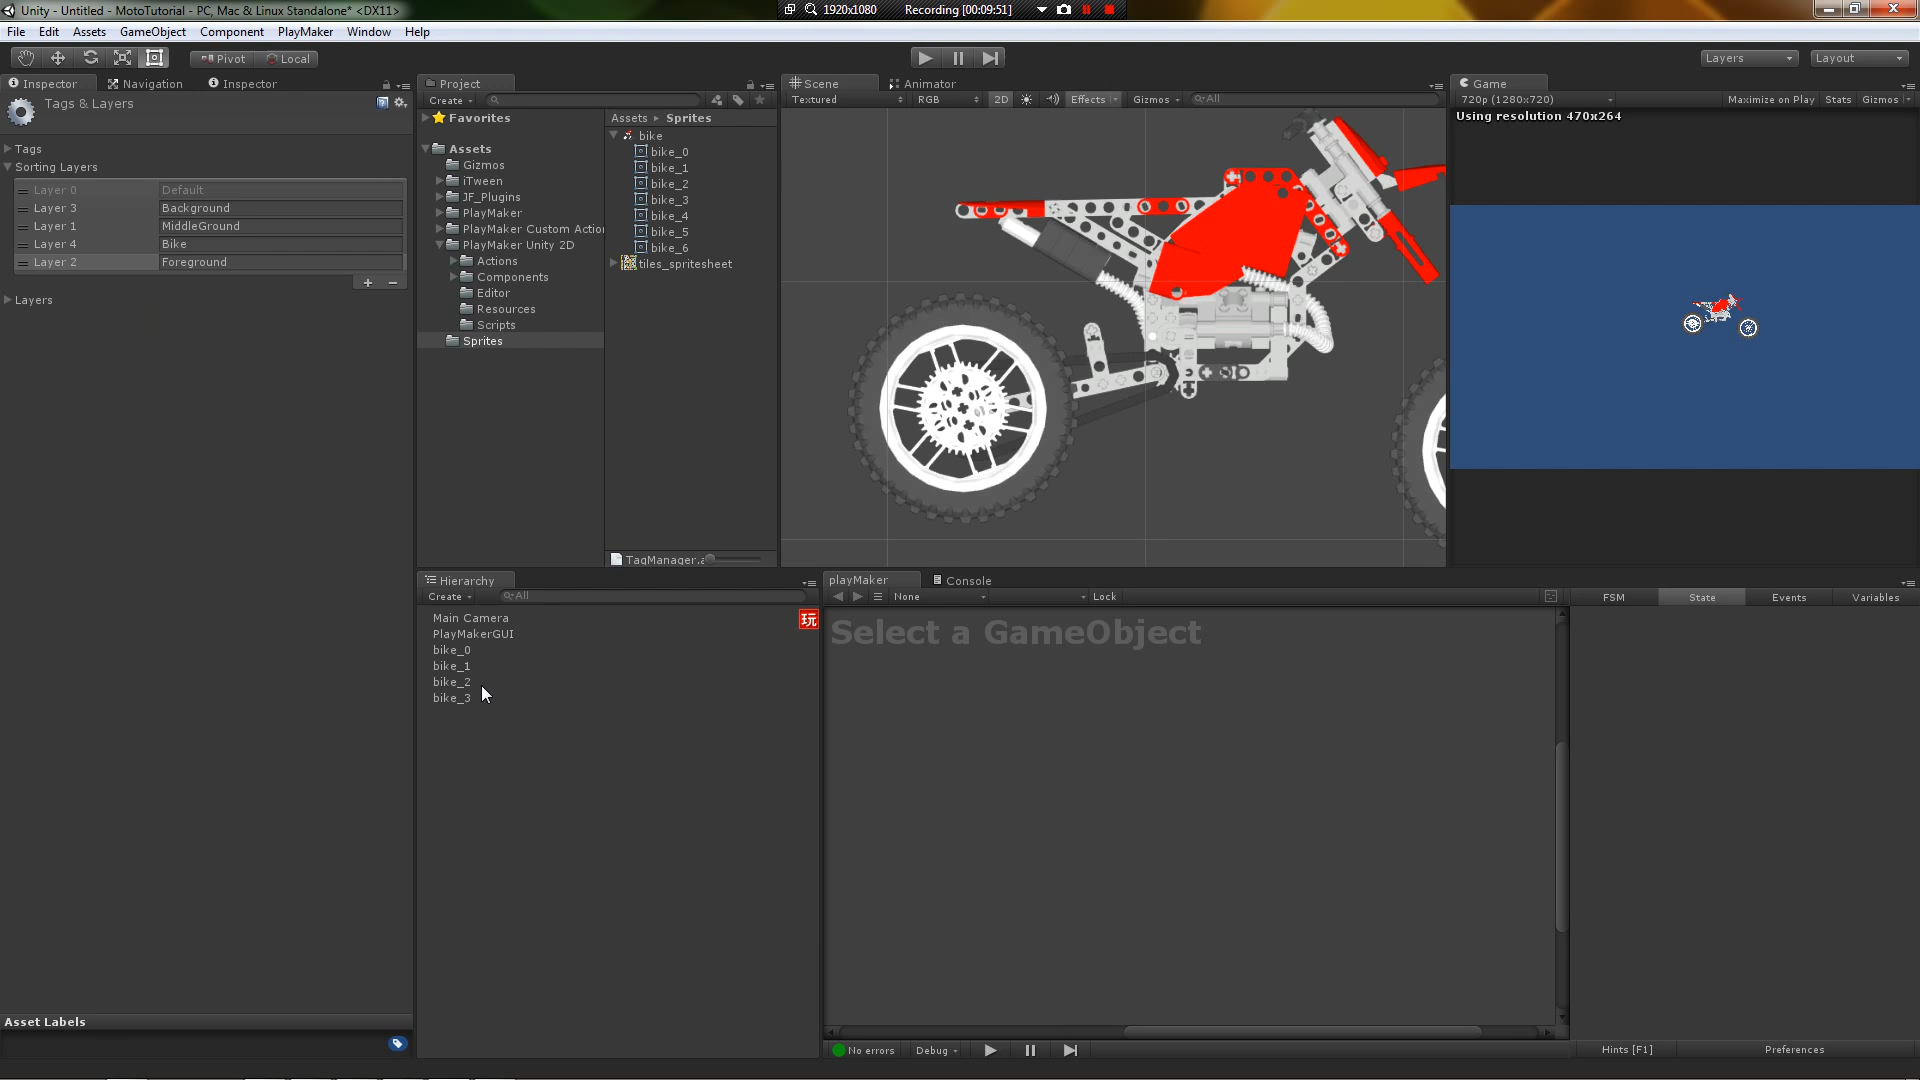 Unity - Untitled - MotoTutorial - PC, Mac & Linux Standalone* <DX11>
1920x1080
Recording [00:09:51]
File Edit Assets GameObject Component PlayMaker Window Help
Pivot
Local
Layers
Layout
Inspector
Navigation
Inspector
Tags & Layers
Tags
Sorting Layers
Layer 0 Default
Layer 3 Background
Layer 1 MiddleGround
Layer 4 Bike
Layer 2 Foreground
Layers
Asset Labels
Project
Create
Favorites
Assets
Gizmos
iTween
JF_Plugins
PlayMaker
PlayMaker Custom Actior
PlayMaker Unity 2D
Actions
Components
Editor
Resources
Scripts
Sprites
Assets ▸ Sprites
bike
bike_0
bike_1
bike_2
bike_3
bike_4
bike_5
bike_6
tiles_spritesheet
TagManager.a
Scene
Animator
Textured
RGB
2D
Effects
Gizmos
All
Game
720p (1280x720)
Maximize on Play
Stats
Gizmos
Using resolution 470x264
Hierarchy
Create
All
Main Camera
PlayMakerGUI
bike_0
bike_1
bike_2
bike_3
玩
playMaker
Console
None
Lock
Select a GameObject
FSM
State
Events
Variables
No errors
Debug
Hints [F1]
Preferences